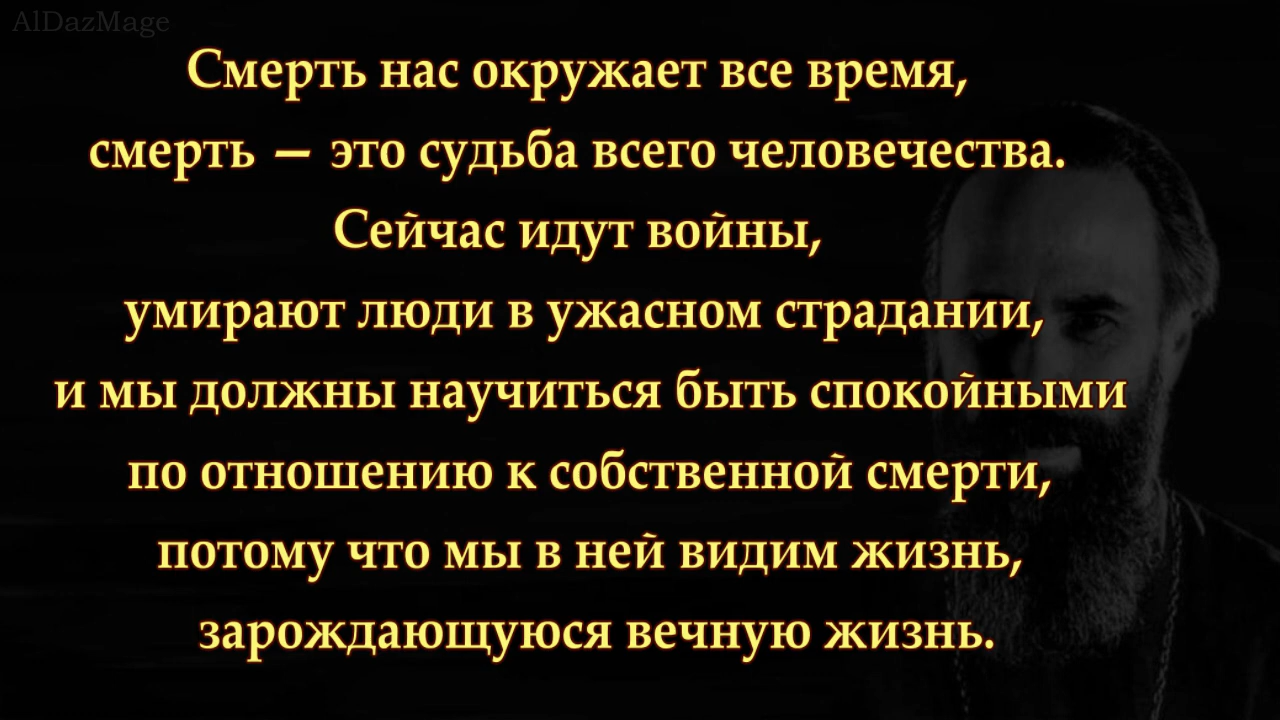 AlDazMage
Смерть нас окружает все время,
смерть — это судьба всего человечества.
Сейчас идут войны,
умирают люди в ужасном страдании,
и мы должны научиться быть спокойными
по отношению к собственной смерти,
потому что мы в ней видим жизнь,
зарождающуюся вечную жизнь.